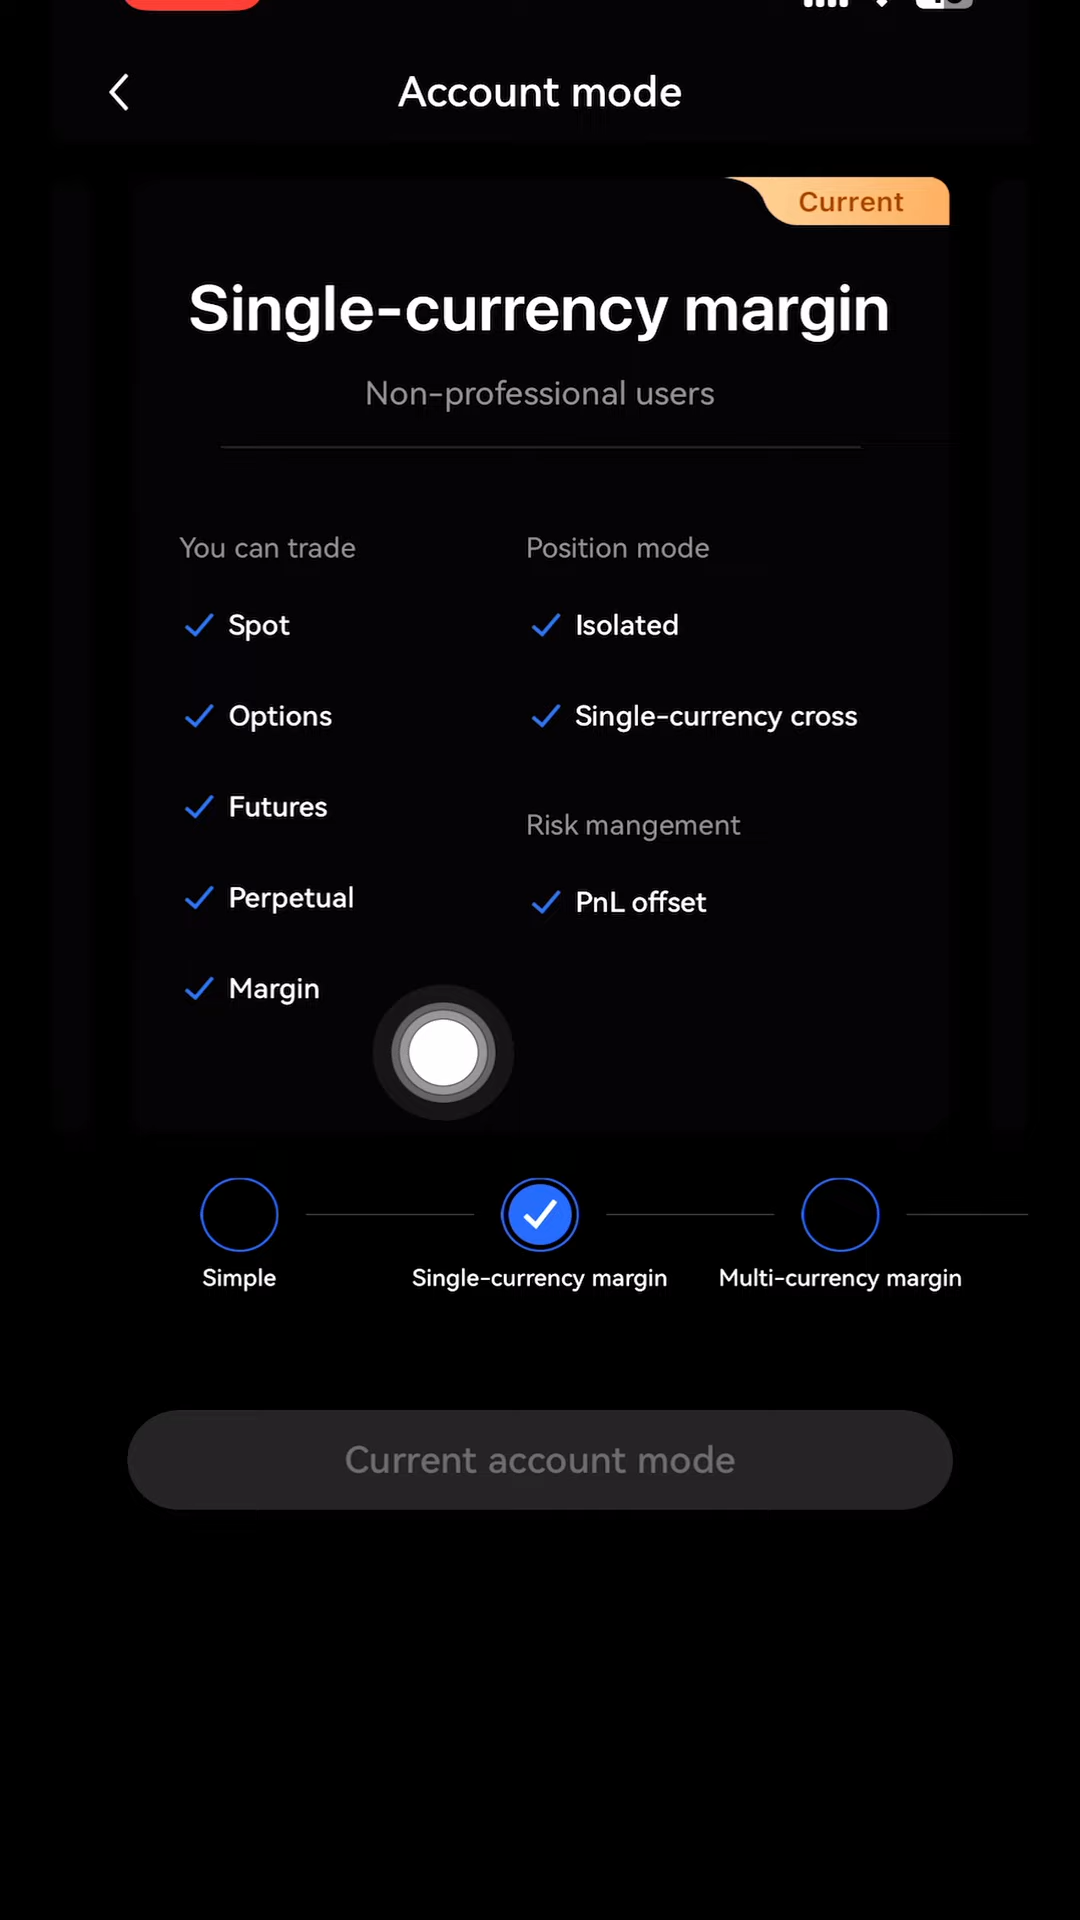 Account mode
Current
Single-currency margin
Non-professional users
You can trade
Spot
Options
Futures
Perpetual
Margin
Position mode
Isolated
Single-currency cross
Risk mangement
PnL offset
Simple
Single-currency margin
Multi-currency margin
Current account mode